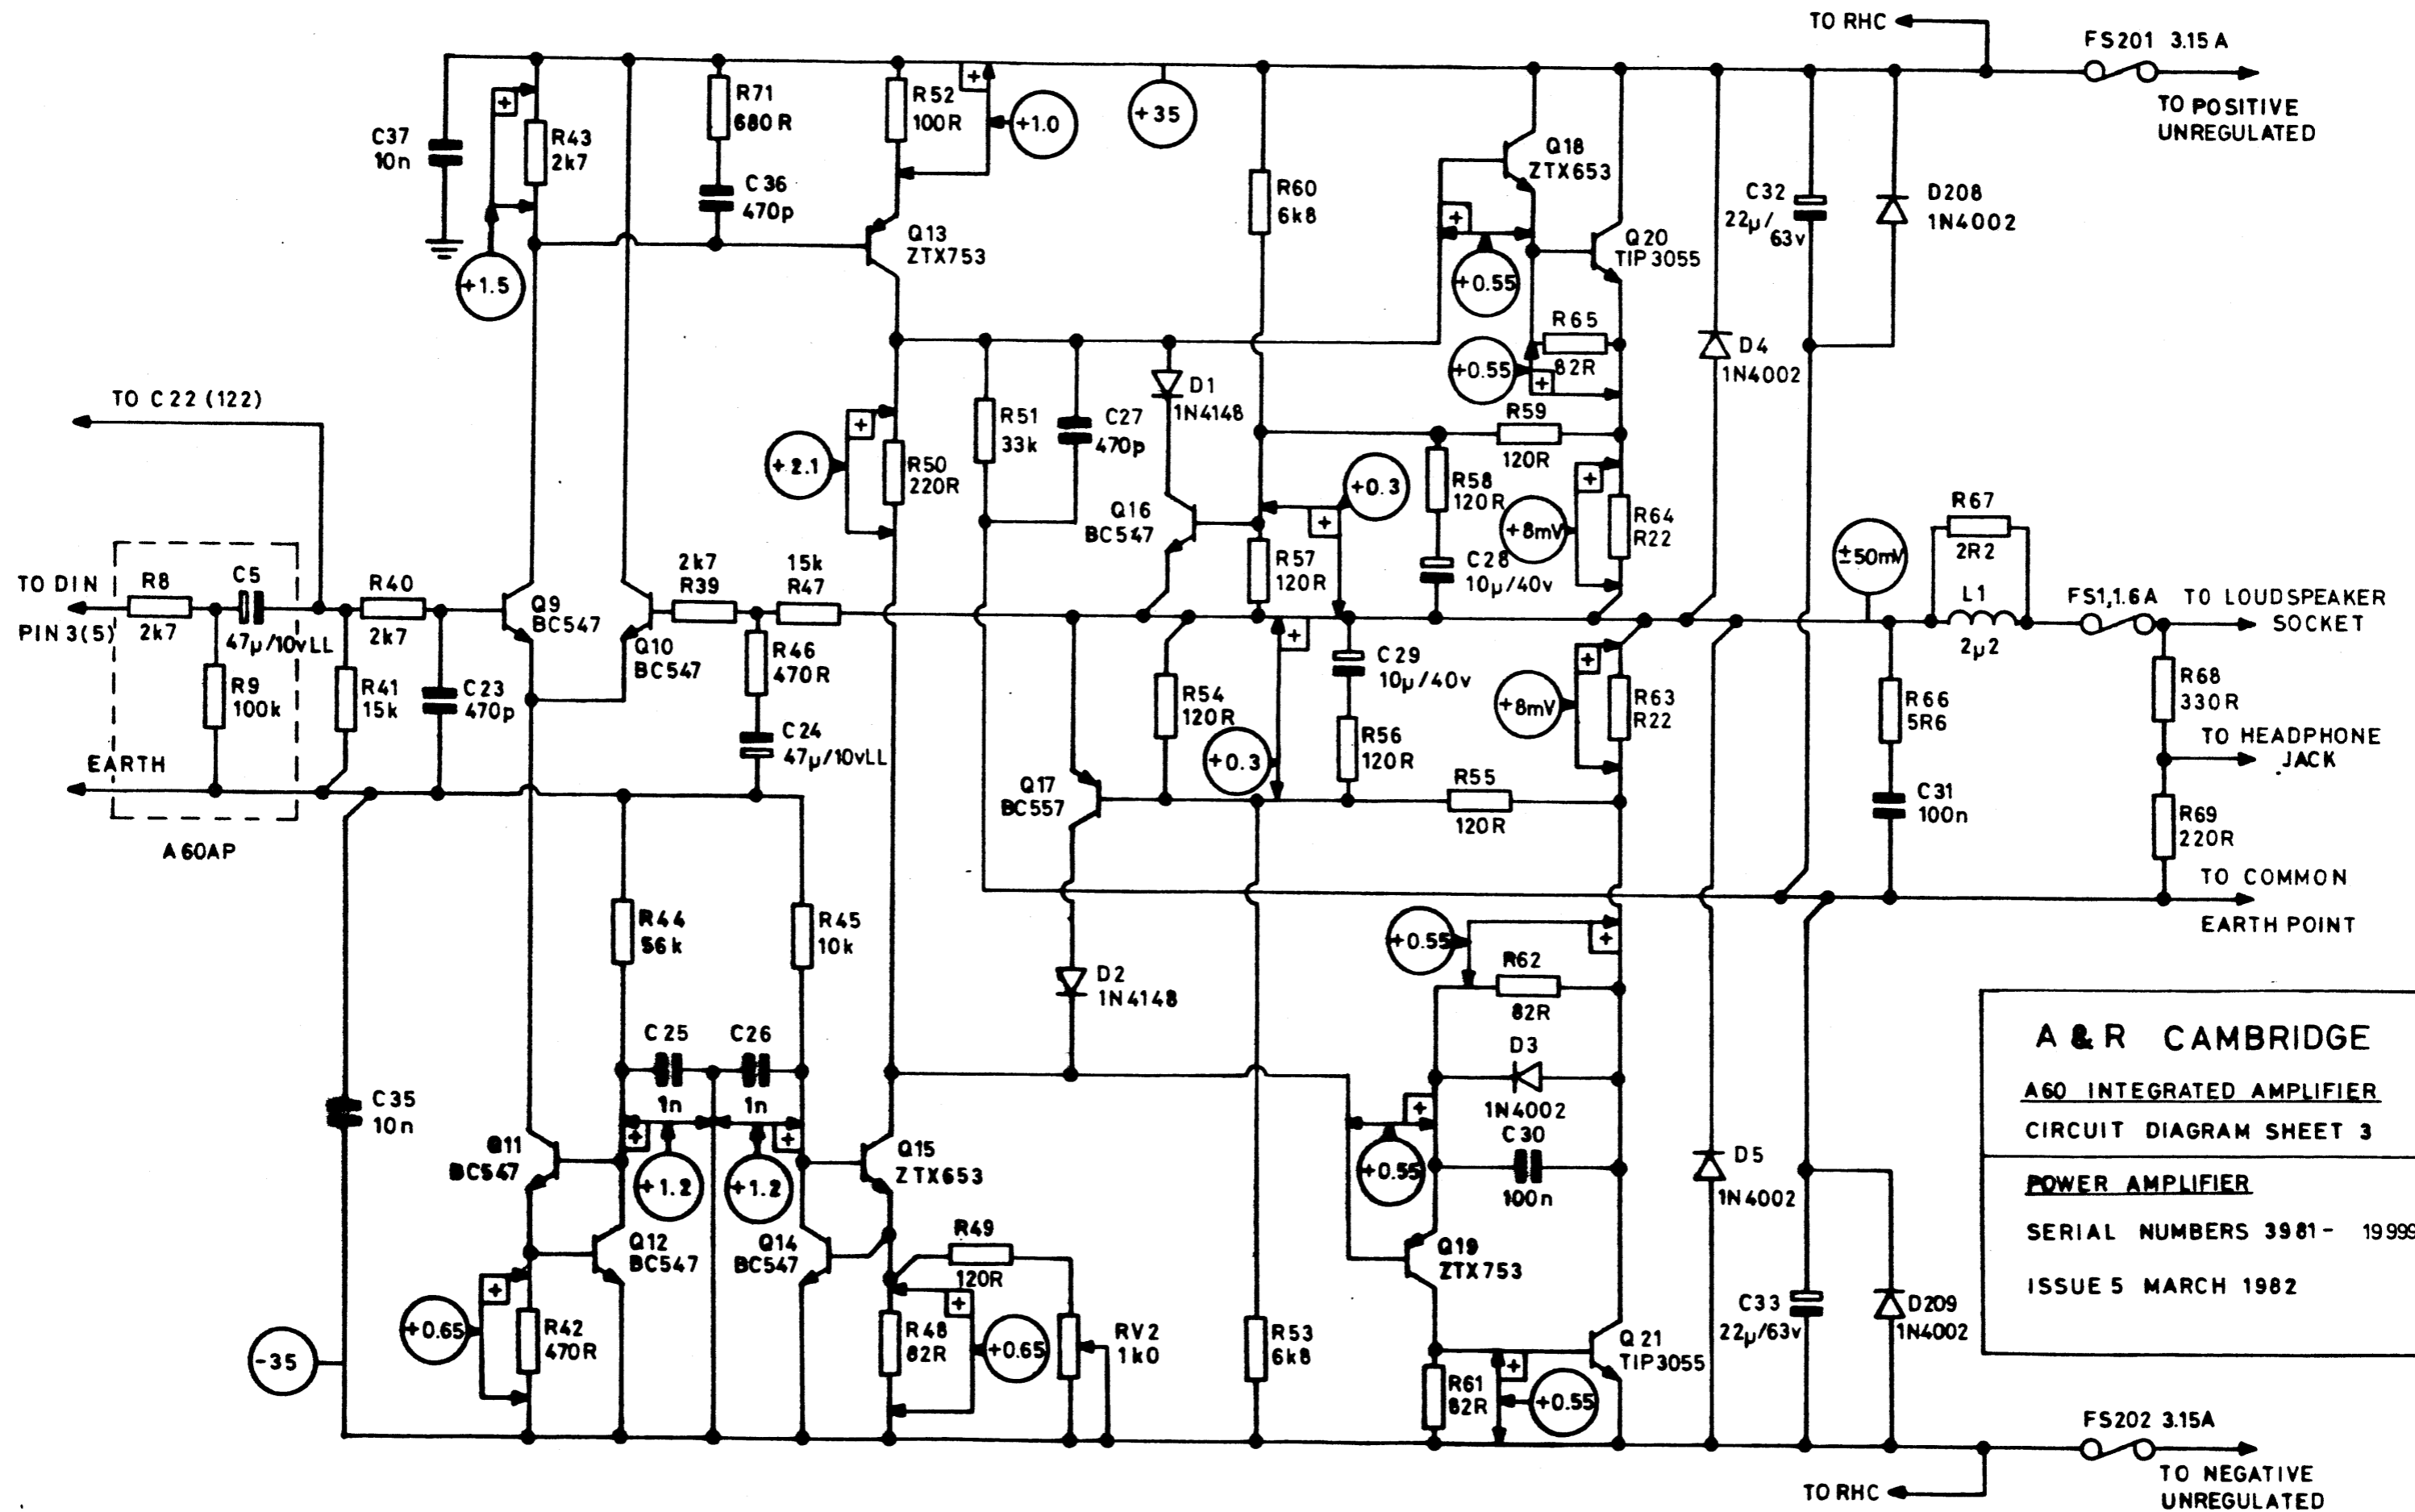 TO RHC
FS201 3.15 A
TO POSITIVE
UNREGULATED
C37
10n
+
R43
2k7
+1.5
R71
680R
C36
470p
R52
100R
+
+1.0
+35
Q13
ZTX753
R60
6k8
Q18
ZTX653
+
+0.55
Q20
TIP3055
R65
82R
+0.55
+
D4
1N4002
C32
22µ/63v
D208
1N4002
TO C22 (122)
+2.1
+
R50
220R
R51
33k
C27
470p
D1
1N4148
R59
120R
R58
120R
+0.3
+
Q16
BC547
R57
120R
C28
10µ/40v
+8mV
+
R64
R22
±50mV
R67
2R2
L1
2µ2
FS1,1.6A
TO LOUDSPEAKER
SOCKET
TO DIN
PIN 3(5)
R8
2k7
C5
47µ/10vLL
R9
100k
EARTH
A60AP
R40
2k7
R41
15k
C23
470p
Q9
BC547
Q10
BC547
2k7
R39
15k
R47
R46
470R
C24
47µ/10vLL
R54
120R
+
+0.3
C29
10µ/40v
R56
120R
+8mV
+
R63
R22
R55
120R
Q17
BC557
R66
5R6
C31
100n
R68
330R
TO HEADPHONE
JACK
R69
220R
TO COMMON
EARTH POINT
R44
56k
R45
10k
C25
1n
C26
1n
+
+1.2
+
+1.2
C35
10n
Q11
BC547
Q12
BC547
Q14
BC547
Q15
ZTX653
+0.65
+
R42
470R
-35
R49
120R
R48
82R
+
+0.65
RV2
1k0
D2
1N4148
R53
6k8
+0.55
+
R62
82R
D3
1N4002
C30
100n
+
+0.55
Q19
ZTX753
R61
82R
+
+0.55
Q21
TIP3055
D5
1N4002
C33
22µ/63v
D209
1N4002
A & R CAMBRIDGE
A60 INTEGRATED AMPLIFIER
CIRCUIT DIAGRAM SHEET 3
POWER AMPLIFIER
SERIAL NUMBERS 3981- 19999
ISSUE 5 MARCH 1982
FS202 3.15A
TO NEGATIVE
UNREGULATED
TO RHC